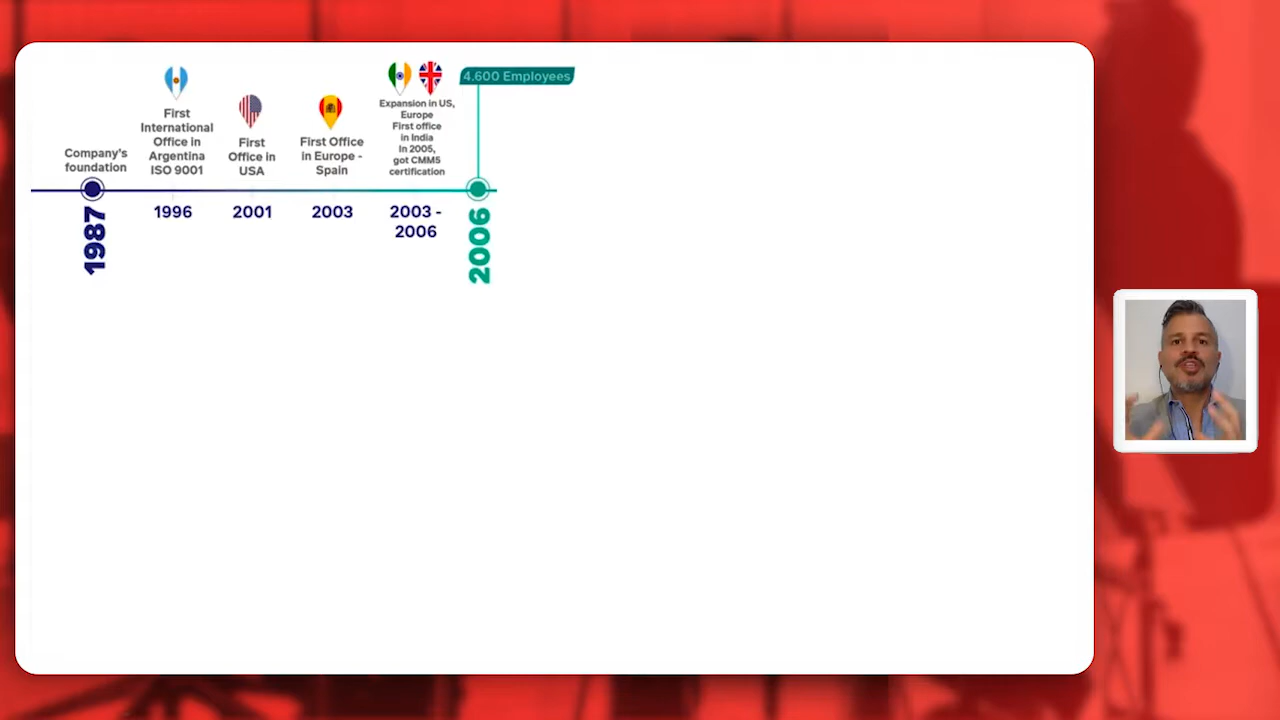 Company's
foundation
1987
First
International
Office in
Argentina
ISO 9001
1996
First
Office in
USA
2001
First Office
in Europe -
Spain
2003
Expansion in US,
Europe
First office
in India
In 2005,
got CMM5
certification
2003 -
2006
4.600 Employees
2006